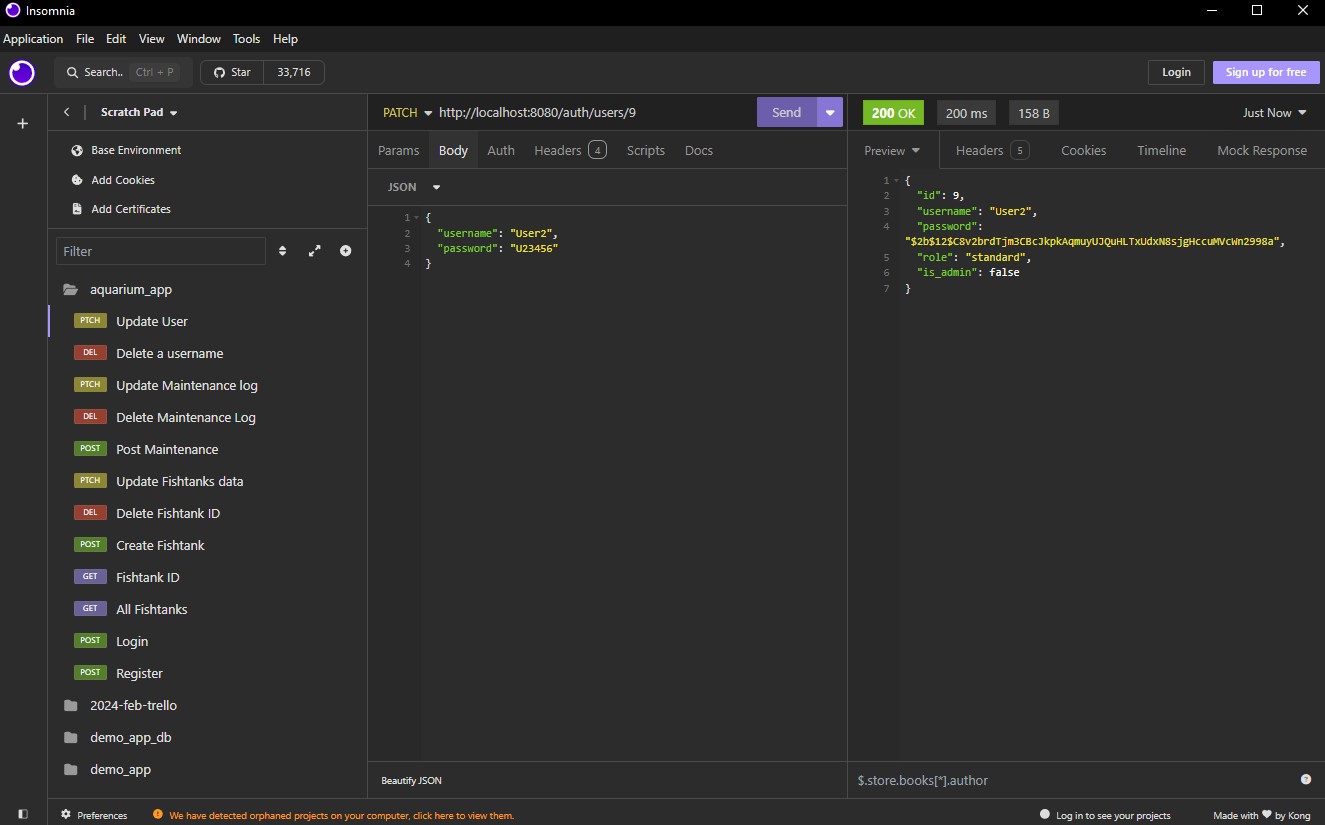 Insomnia
Application File Edit View Window Tools Help
Search.. Ctrl + P Star 33,716 Login Sign up for free
Scratch Pad
Base Environment
Add Cookies
Add Certificates
Filter
aquarium_app
PTCH Update User
DEL Delete a username
PTCH Update Maintenance log
DEL Delete Maintenance Log
POST Post Maintenance
PTCH Update Fishtanks data
DEL Delete Fishtank ID
POST Create Fishtank
GET Fishtank ID
GET All Fishtanks
POST Login
POST Register
2024-feb-trello
demo_app_db
demo_app
PATCH http://localhost:8080/auth/users/9 Send
Params Body Auth Headers 4 Scripts Docs
JSON
1 {
2 "username": "User2",
3 "password": "U23456"
4 }
Beautify JSON
200 OK 200 ms 158 B Just Now
Preview Headers 5 Cookies Timeline Mock Response
1 {
2 "id": 9,
3 "username": "User2",
4 "password":
"$2b$12$C8v2brdTjm3CBcJkpkAqmuyUJQuHLTxUdxN8sjgHccuMVcWn2998a",
5 "role": "standard",
6 "is_admin": false
7 }
$.store.books[*].author
Preferences We have detected orphaned projects on your computer, click here to view them. Log in to see your projects Made with ♥ by Kong